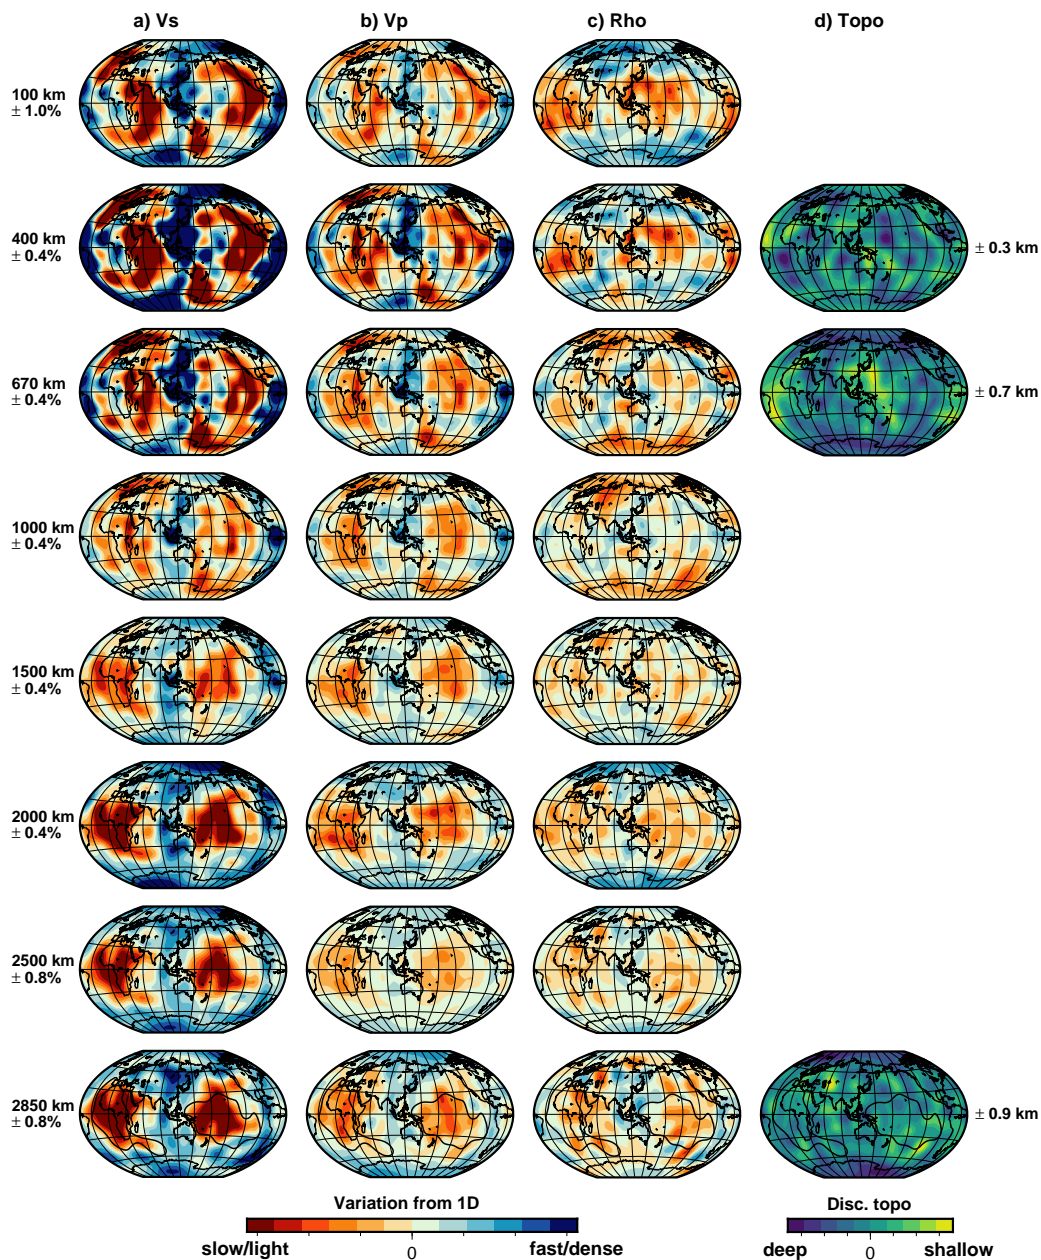 a) Vs b) Vp c) Rho d) Topo
100 km
± 1.0%
400 km
± 0.4%
± 0.3 km
670 km
± 0.4%
± 0.7 km
1000 km
± 0.4%
1500 km
± 0.4%
2000 km
± 0.4%
2500 km
± 0.8%
2850 km
± 0.8%
± 0.9 km
Variation from 1D
slow/light 0 fast/dense
Disc. topo
deep 0 shallow